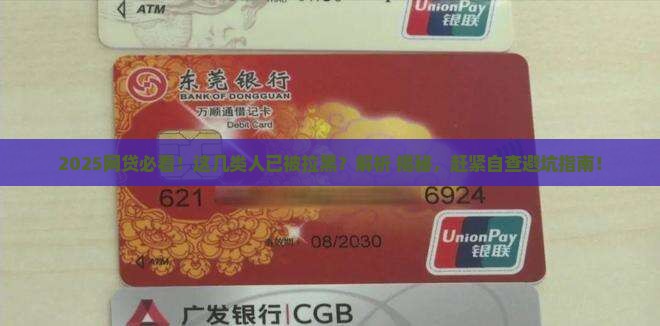 ATM
UnionPay
银联
东莞银行
BANK OF DONGGUAN
万顺通借记卡
Debit Card
2025网贷必看！这几类人已被拉黑？解析 揭秘，赶紧自查避坑指南！
621 6924
有效期 08/2030
ATM
UnionPay
银联
广发银行|CGB